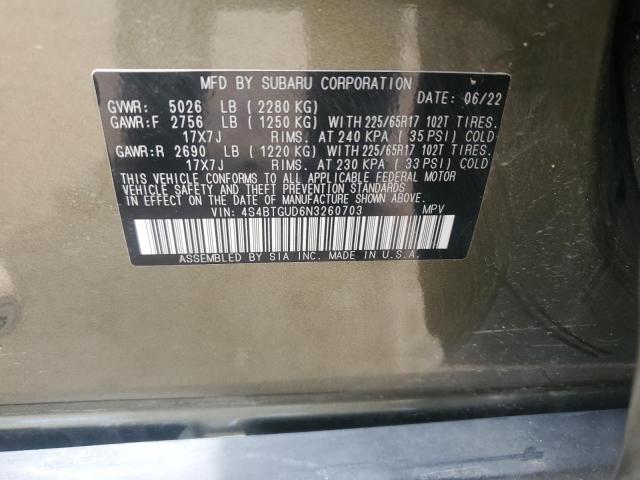 MFD BY SUBARU CORPORATION
GVWR: 5026 LB (2280 KG) DATE: 06/22
GAWR:F 2756 LB (1250 KG) WITH 225/65R17 102T TIRES.
17X7J RIMS. AT 240 KPA (35 PSI) COLD
GAWR:R 2690 LB (1220 KG) WITH 225/65R17 102T TIRES.
17X7J RIMS. AT 230 KPA (33 PSI) COLD
THIS VEHICLE CONFORMS TO ALL APPLICABLE FEDERAL MOTOR
VEHICLE SAFETY AND THEFT PREVENTION STANDARDS
IN EFFECT ON THE DATE OF MANUFACTURE SHOWN ABOVE.
VIN: 4S4BTGUD6N3260703 MPV
ASSEMBLED BY SIA INC. MADE IN U.S.A.